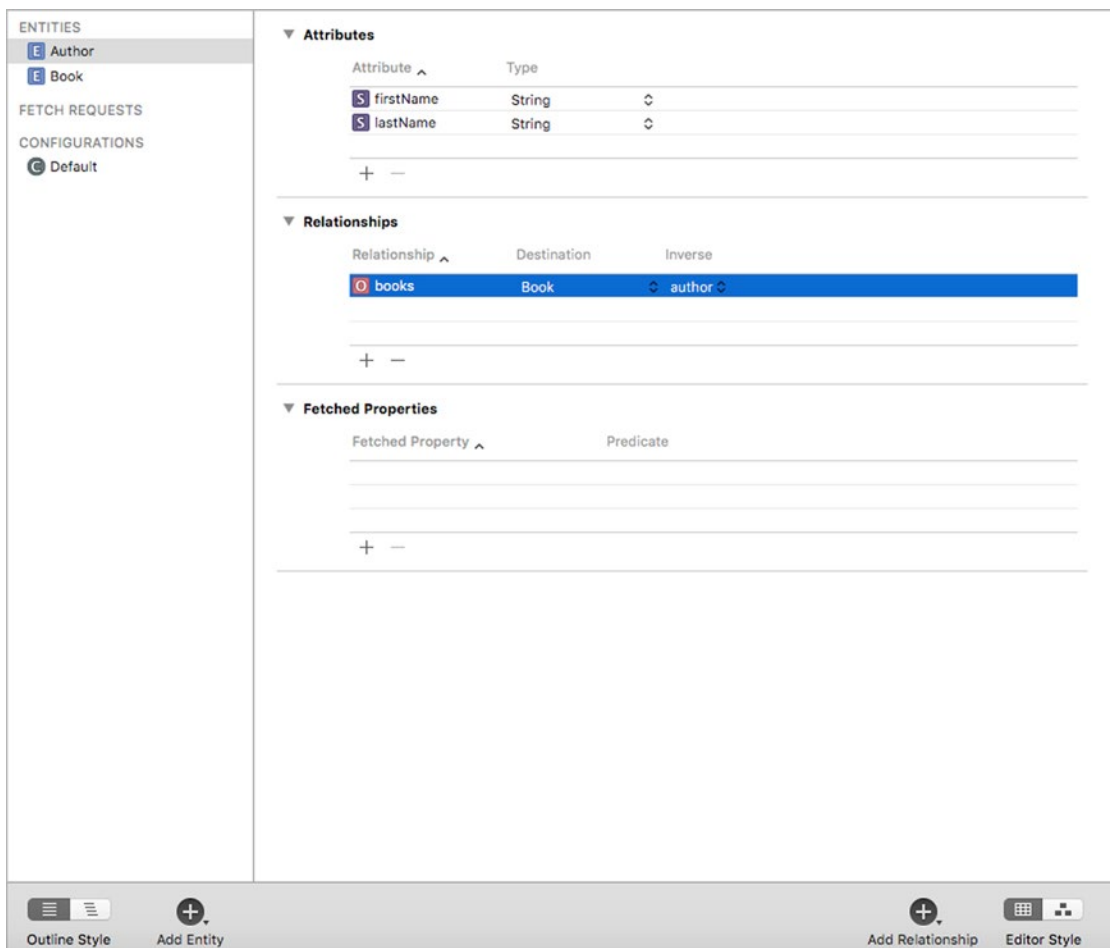 ENTITIES
E Author
E Book
FETCH REQUESTS
CONFIGURATIONS
C Default
Attributes
Attribute Type
S firstName String
S lastName String
Relationships
Relationship Destination Inverse
O books Book author
Fetched Properties
Fetched Property Predicate
Outline Style Add Entity Add Relationship Editor Style